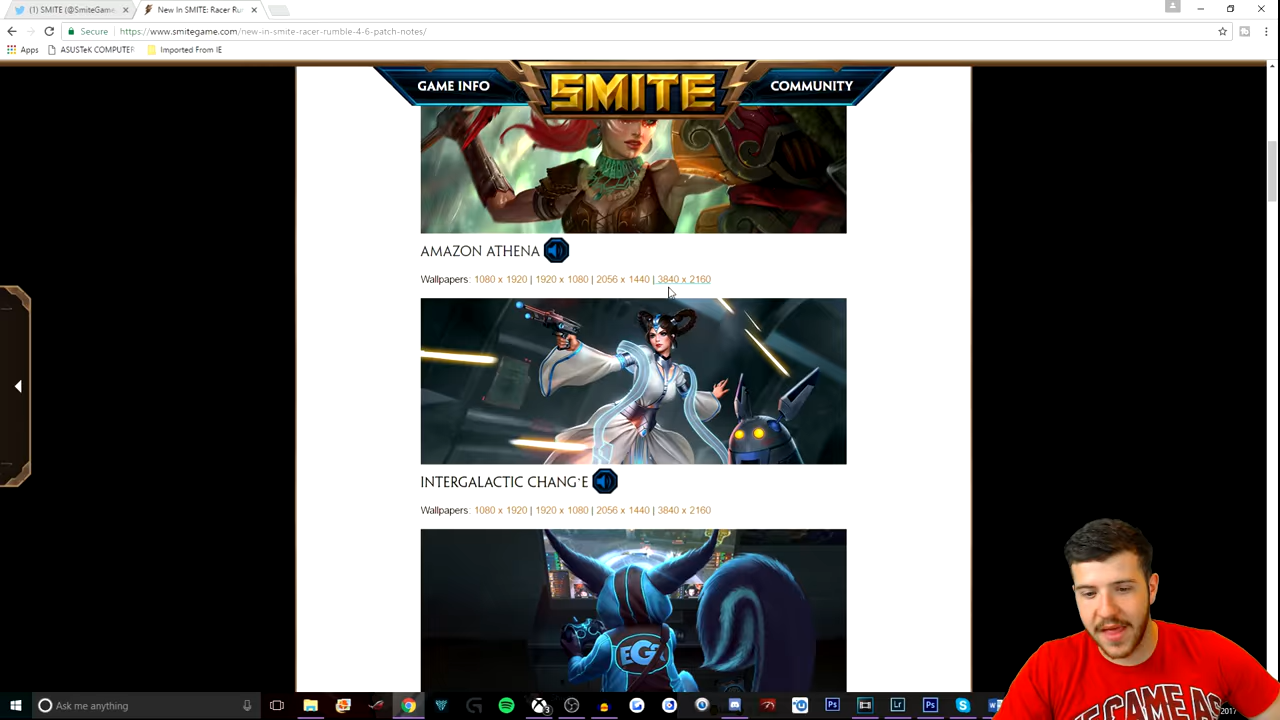 (1) SMITE (@SmiteGame
New In SMITE: Racer Ru
Secure
https://www.smitegame.com/new-in-smite-racer-rumble-4-6-patch-notes/
Apps
ASUSTeK COMPUTER
Imported From IE
GAME INFO
SMITE
COMMUNITY
AMAZON ATHENA
Wallpapers: 1080 x 1920 | 1920 x 1080 | 2056 x 1440 | 3840 x 2160
INTERGALACTIC CHANG'E
Wallpapers: 1080 x 1920 | 1920 x 1080 | 2056 x 1440 | 3840 x 2160
Ask me anything
2017